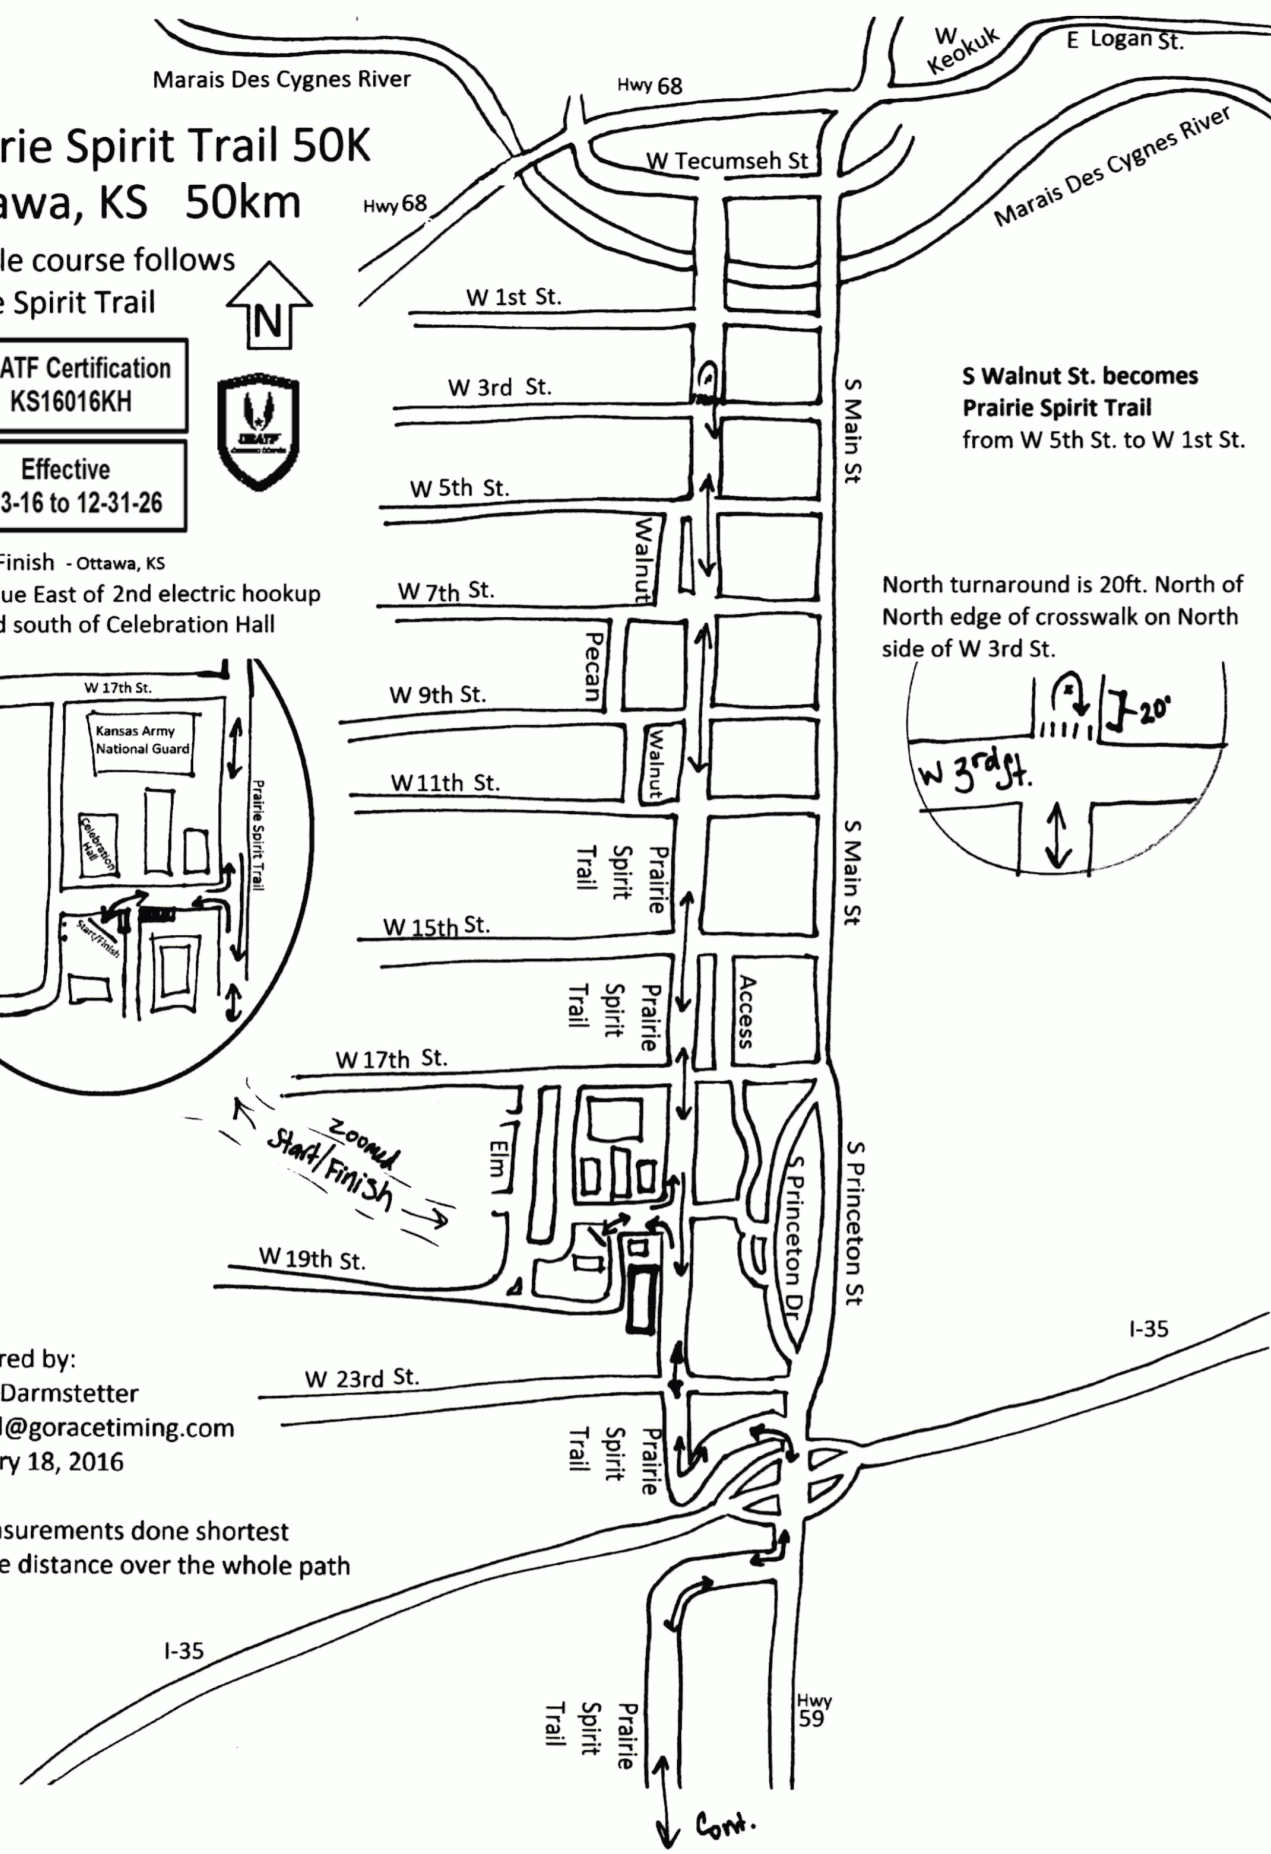 Marais Des Cygnes River
Hwy 68
W
Keokuk
E Logan St.
rie Spirit Trail 50K
awa, KS 50km
W Tecumseh St
Hwy 68
Marais Des Cygnes River
le course follows
e Spirit Trail
N
W 1st St.
ATF Certification
KS16016KH
USATF
W 3rd St.
S Main St
S Walnut St. becomes
Prairie Spirit Trail
from W 5th St. to W 1st St.
Effective
3-16 to 12-31-26
W 5th St.
Finish - Ottawa, KS
ue East of 2nd electric hookup
d south of Celebration Hall
Walnut
W 7th St.
North turnaround is 20ft. North of
North edge of crosswalk on North
side of W 3rd St.
20'
W 3rd St.
Pecan
W 9th St.
Walnut
W 11th St.
W 17th St.
Kansas Army
National Guard
Celebration
Hall
Prairie Spirit Trail
Start/Finish
Prairie
Spirit
Trail
S Main St
W 15th St.
Prairie
Spirit
Trail
Access
W 17th St.
Zoomed
Start/Finish
Elm
S Princeton Dr
S Princeton St
W 19th St.
I-35
red by:
Darmstetter
l@goracetiming.com
ry 18, 2016
W 23rd St.
Prairie
Spirit
Trail
asurements done shortest
e distance over the whole path
I-35
Prairie
Spirit
Trail
Hwy
59
Cont.